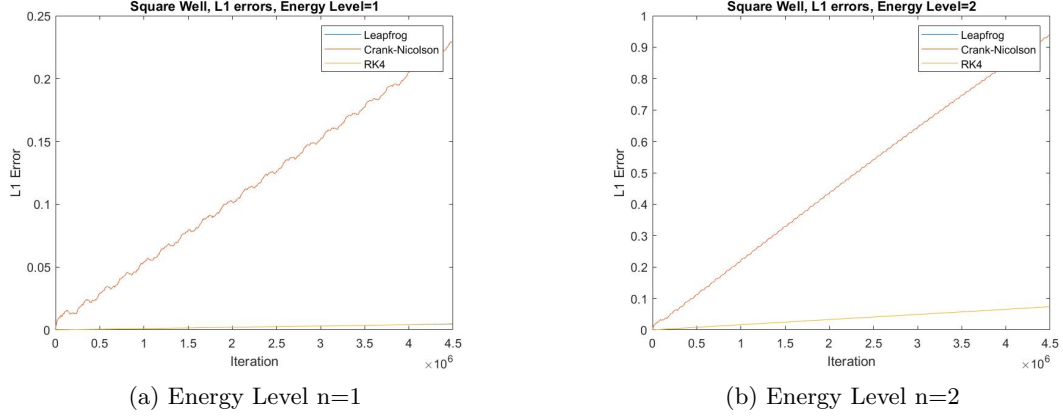 Square Well, L1 errors, Energy Level=1
Leapfrog
Crank-Nicolson
RK4
0.25
0.2
0.15
0.1
0.05
0
L1 Error
0 0.5 1 1.5 2 2.5 3 3.5 4 4.5
Iteration
×10⁶
(a) Energy Level n=1
Square Well, L1 errors, Energy Level=2
Leapfrog
Crank-Nicolson
RK4
1
0.9
0.8
0.7
0.6
0.5
0.4
0.3
0.2
0.1
0
L1 Error
0 0.5 1 1.5 2 2.5 3 3.5 4 4.5
Iteration
×10⁶
(b) Energy Level n=2